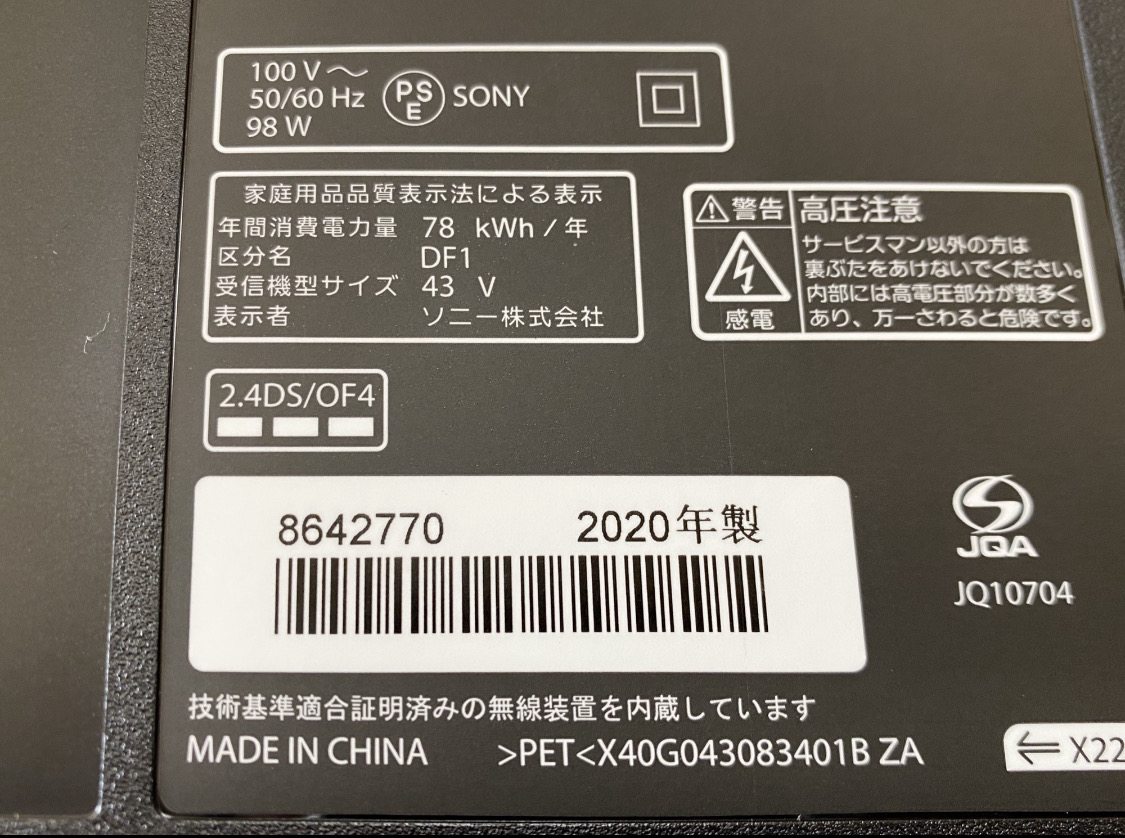 100 V～
50/60 Hz
98 W
PSE
SONY
家庭用品品質表示法による表示
年間消費電力量 78 kWh / 年
区分名 DF1
受信機型サイズ 43 V
表示者 ソニー株式会社
警告
感電
高圧注意
サービスマン以外の方は
裏ぶたをあけないでください。
内部には高電圧部分が数多く
あり、万一さわると危険です。
2.4DS/OF4
8642770 2020年製
JQA
JQ10704
技術基準適合証明済みの無線装置を内蔵しています
MADE IN CHINA >PET<X40G043083401B ZA
X22